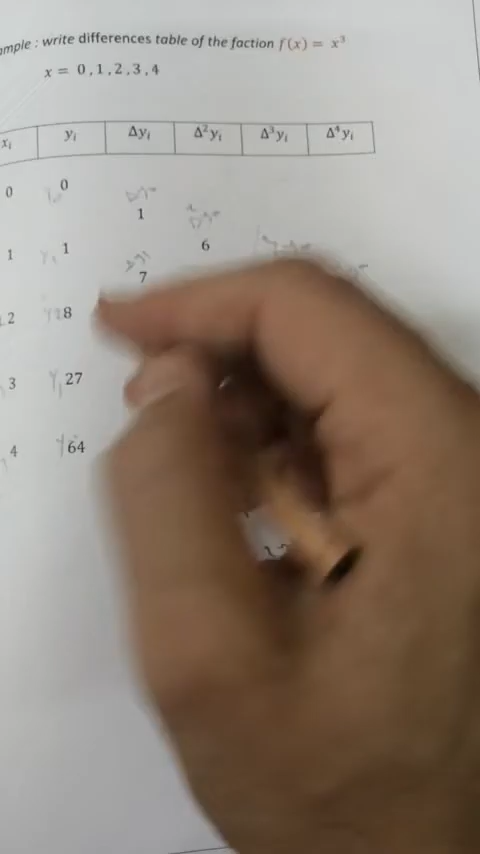 ample : write differences table of the faction f(x) = x³
x = 0,1,2,3,4
xᵢ yᵢ Δyᵢ Δ²yᵢ Δ³yᵢ Δ⁴yᵢ
0 0
1
1 1 6
7
2 8
3 27
4 64